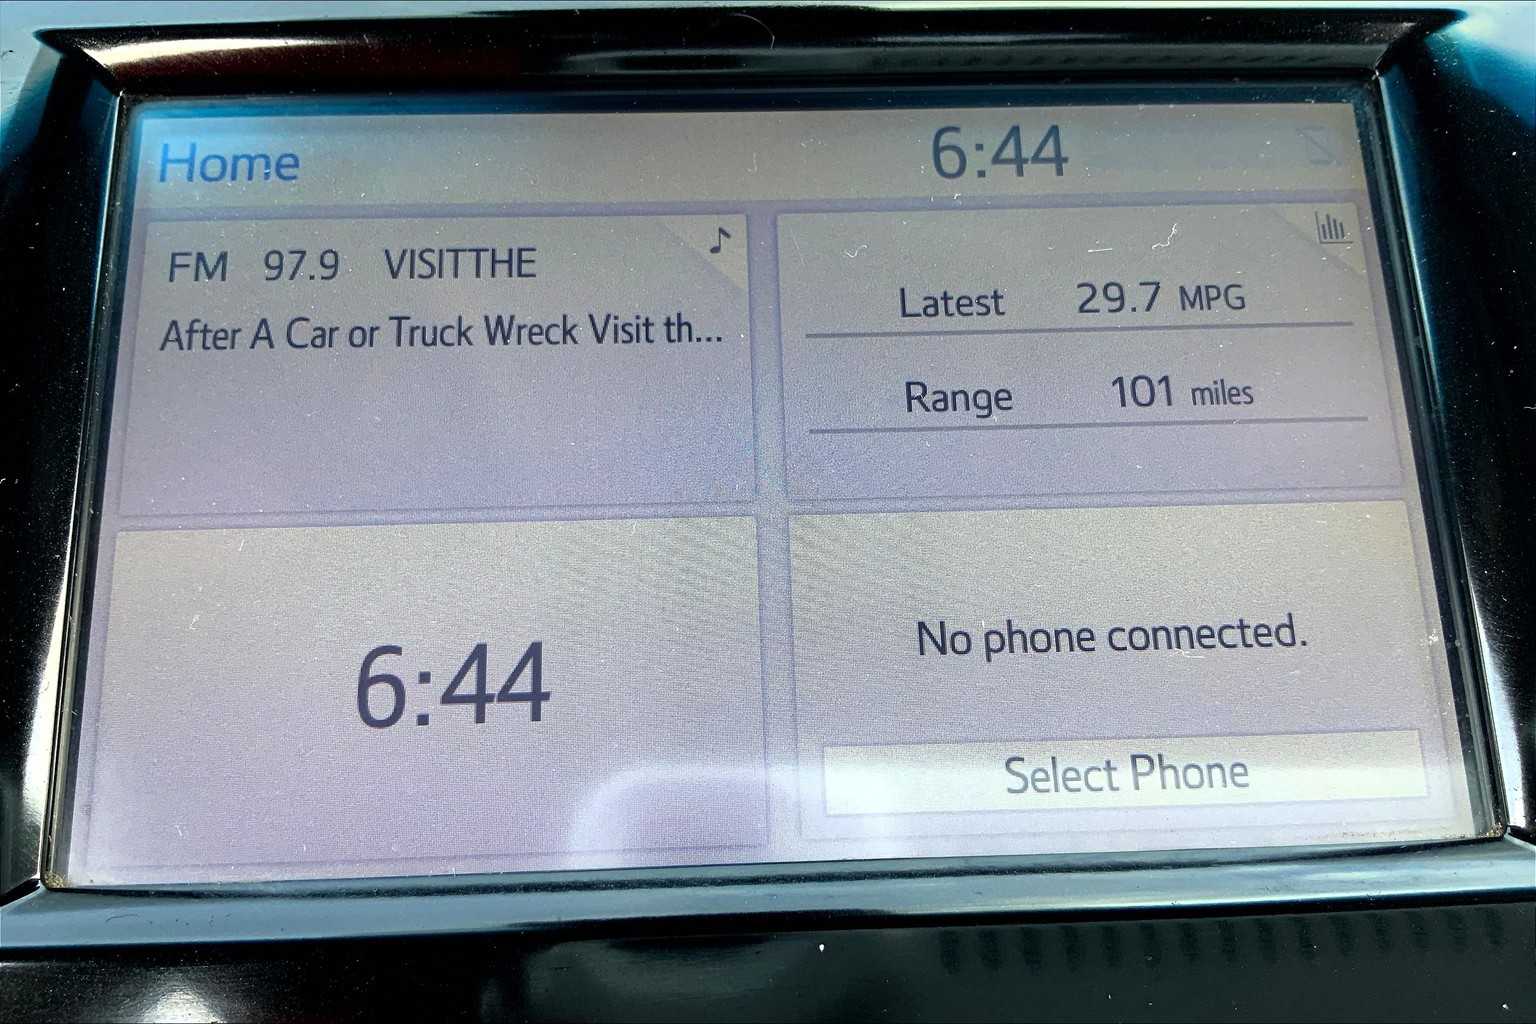 Home 6:44
FM 97.9 VISITTHE
After A Car or Truck Wreck Visit th...
Latest 29.7 MPG
Range 101 miles
6:44
No phone connected.
Select Phone